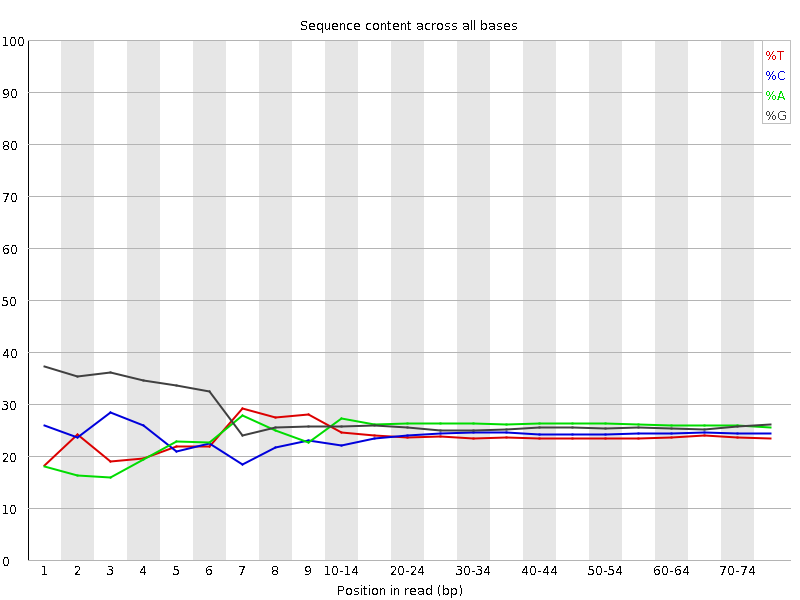 Sequence content across all bases
100
90
80
70
60
50
40
30
20
10
0
%T
%C
%A
%G
1 2 3 4 5 6 7 8 9 10-14 20-24 30-34 40-44 50-54 60-64 70-74
Position in read (bp)